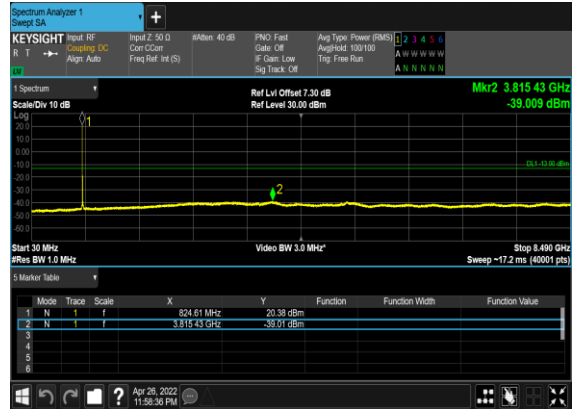 Spectrum Analyzer 1
Swept SA
KEYSIGHT Input: RF Input Z: 50 Ω #Atten: 40 dB PNO: Fast Avg Type: Power (RMS) 1 2 3 4 5 6
R T Coupling: DC Corr CCorr Gate: Off Avg|Hold: 100/100 A W W W W W
Align: Auto Freq Ref: Int (S) IF Gain: Low Trig: Free Run
Sig Track: Off A N N N N N
1 Spectrum Ref Lvl Offset 7.30 dB Mkr2 3.815 43 GHz
Scale/Div 10 dB Ref Level 30.00 dBm -39.009 dBm
Log
1
20.0
10.0
0.00
-10.0
DL1 -13.00 dBm
-20.0
-30.0
2
-40.0
-50.0
-60.0
Start 30 MHz Video BW 3.0 MHz* Stop 8.490 GHz
#Res BW 1.0 MHz Sweep ~17.2 ms (40001 pts)
5 Marker Table
Mode Trace Scale X Y Function Function Width Function Value
1 N 1 f 824.61 MHz 20.38 dBm
2 N 1 f 3.815 43 GHz -39.01 dBm
3
4
5
6
? Apr 26, 2022
11:58:36 PM